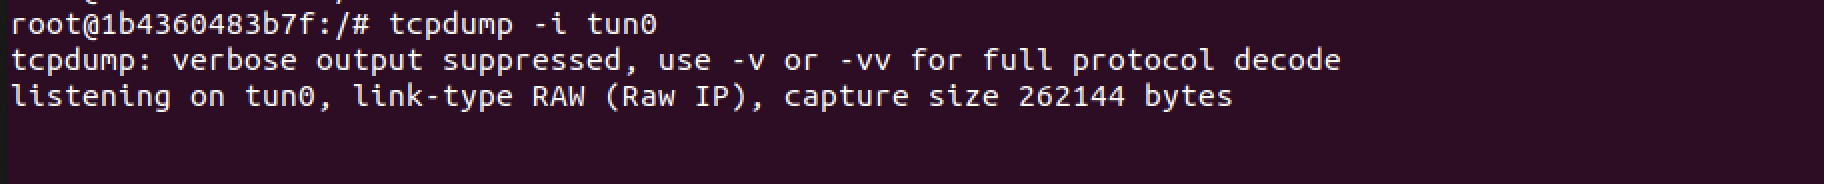 root@1b4360483b7f:/# tcpdump -i tun0
tcpdump: verbose output suppressed, use -v or -vv for full protocol decode
listening on tun0, link-type RAW (Raw IP), capture size 262144 bytes